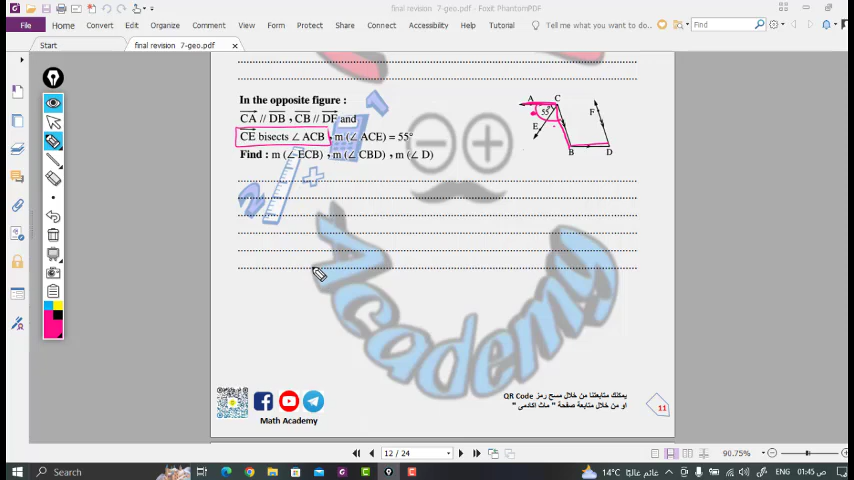 final revision 7-geo.pdf - Foxit PhantomPDF
File Home Convert Edit Organize Comment View Form Protect Share Connect Accessibility Help Tutorial Tell me what you want to do... Find
Start final revision 7-geo.pdf
In the opposite figure :
CA // DB , CB // DF and
CE bisects ∠ ACB , m (∠ ACE) = 55°
Find : m (∠ ECB) , m (∠ CBD) , m (∠ D)
A C
55°
F
E
B D
2
1
Academy
Math Academy
يمكنك متابعتنا من خلال مسح رمز QR Code
او من خلال متابعة صفحة " ماث اكاديمى "
11
12 / 24
90.75%
Search
14°C غائم غالبًا
01:45 ص